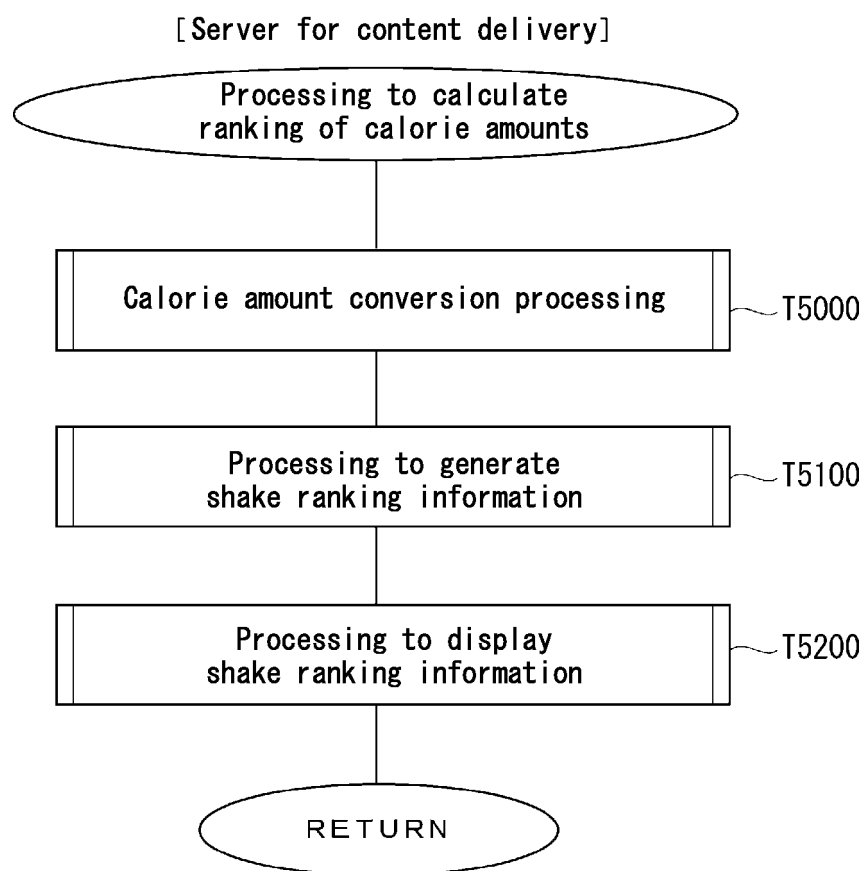 [Server for content delivery]
Processing to calculate
ranking of calorie amounts
Calorie amount conversion processing
T5000
Processing to generate
shake ranking information
T5100
Processing to display
shake ranking information
T5200
RETURN